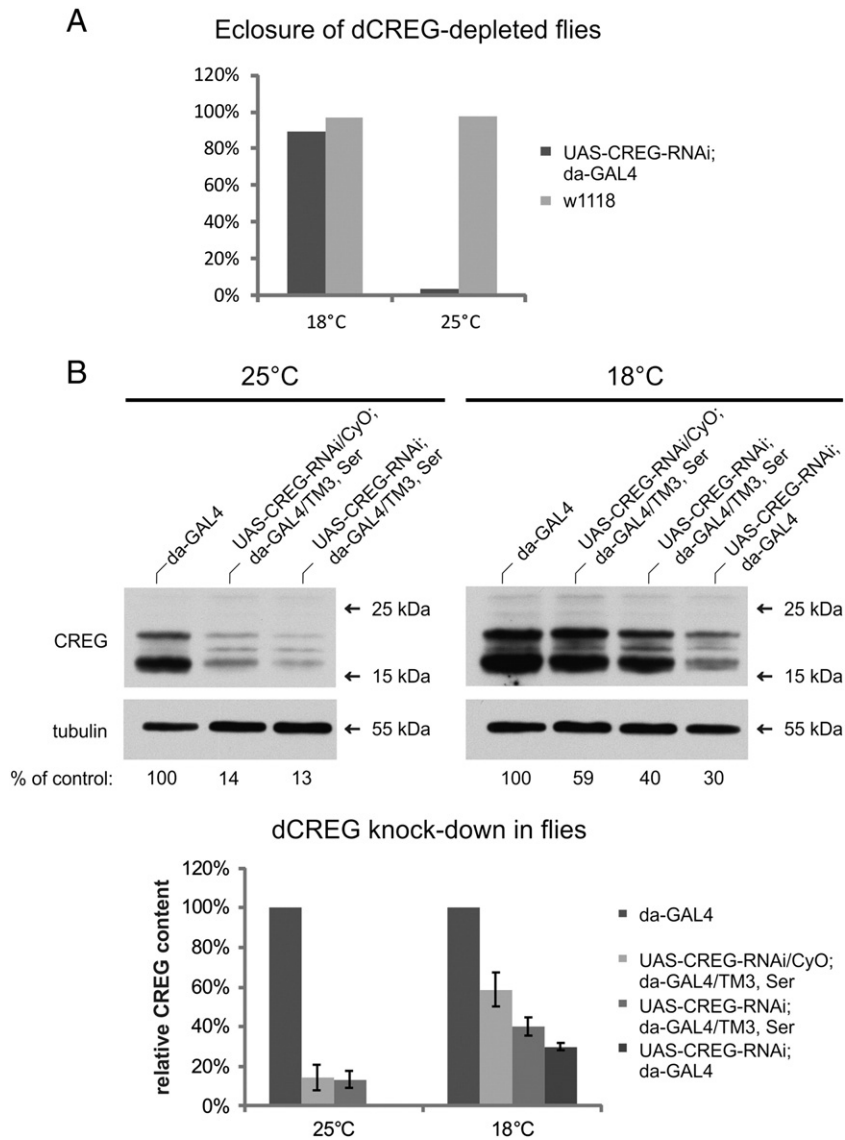 A
Eclosure of dCREG-depleted flies
120%
100%
80%
60%
40%
20%
0%
18°C
25°C
UAS-CREG-RNAi;
da-GAL4
w1118
B
25°C
18°C
da-GAL4
UAS-CREG-RNAi/CyO;
da-GAL4/TM3, Ser
UAS-CREG-RNAi;
da-GAL4/TM3, Ser
da-GAL4
UAS-CREG-RNAi/CyO;
da-GAL4/TM3, Ser
UAS-CREG-RNAi;
da-GAL4/TM3, Ser
UAS-CREG-RNAi;
da-GAL4
CREG
← 25 kDa
← 15 kDa
← 25 kDa
← 15 kDa
tubulin
← 55 kDa
← 55 kDa
% of control: 100 14 13 100 59 40 30
dCREG knock-down in flies
relative CREG content
120%
100%
80%
60%
40%
20%
0%
25°C
18°C
da-GAL4
UAS-CREG-RNAi/CyO;
da-GAL4/TM3, Ser
UAS-CREG-RNAi;
da-GAL4/TM3, Ser
UAS-CREG-RNAi;
da-GAL4